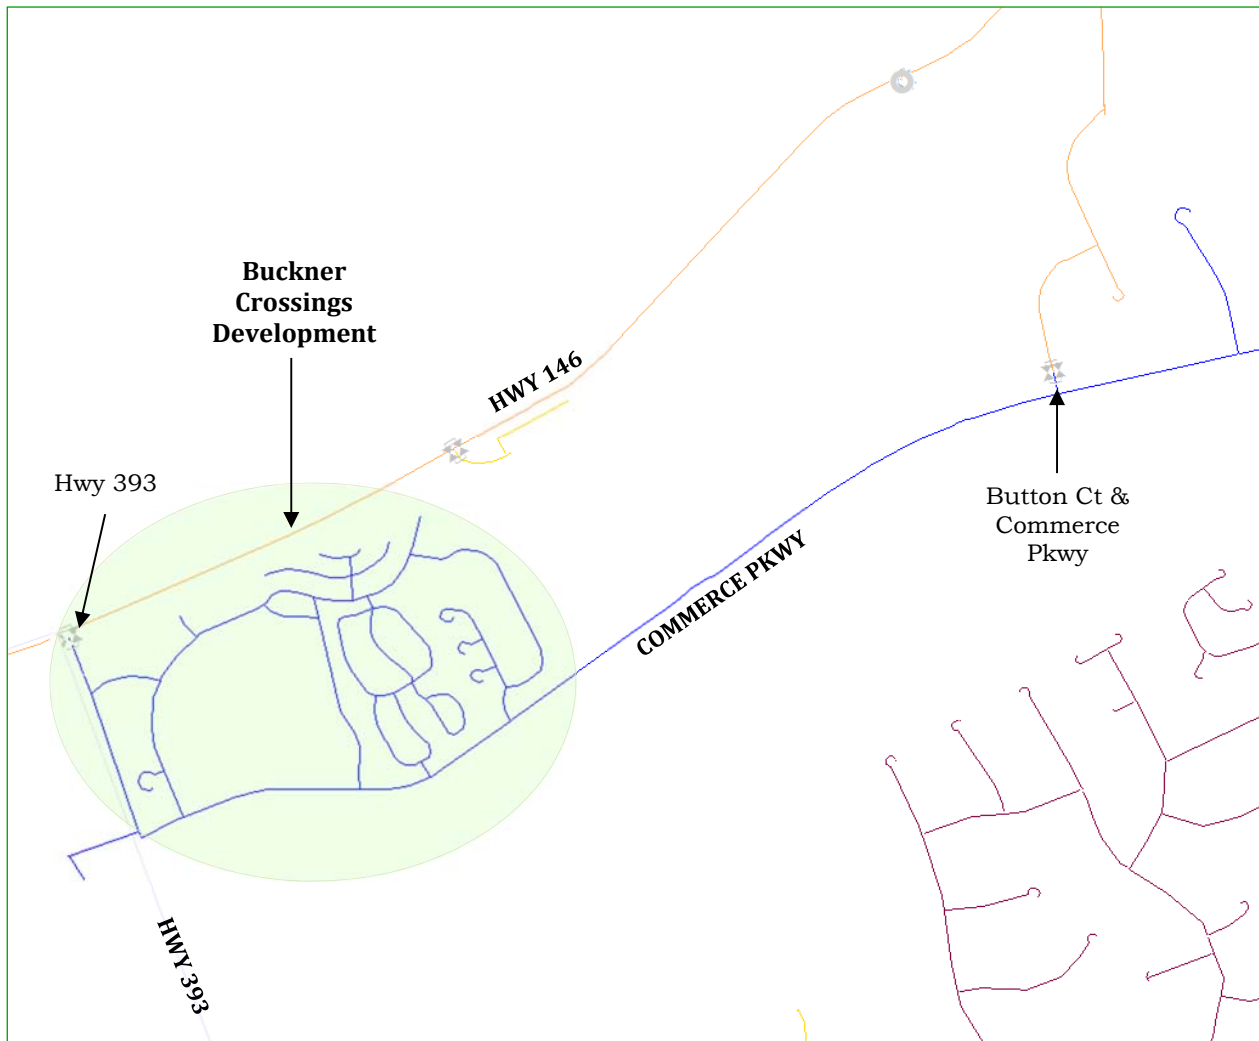 Buckner
Crossings
Development
HWY 146
Hwy 393
Button Ct &
Commerce
Pkwy
COMMERCE PKWY
HWY 393